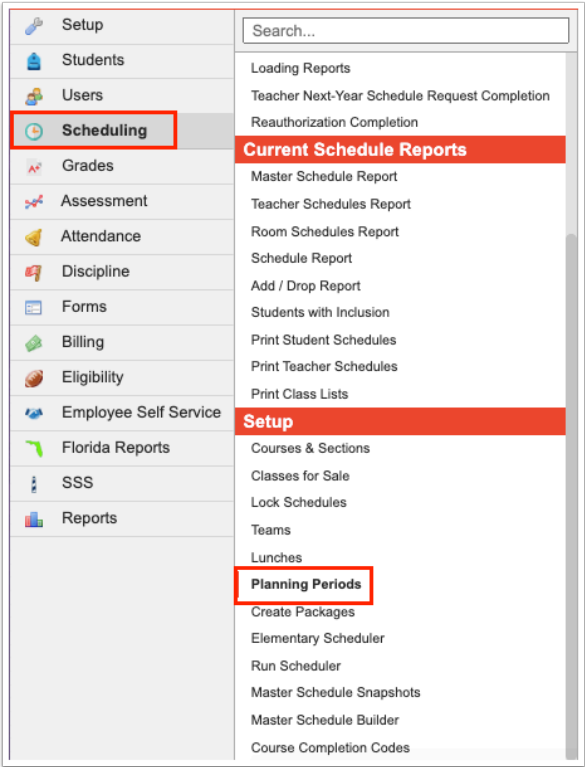 Setup
Students
Users
Scheduling
Grades
Assessment
Attendance
Discipline
Forms
Billing
Eligibility
Employee Self Service
Florida Reports
SSS
Reports
Search...
Loading Reports
Teacher Next-Year Schedule Request Completion
Reauthorization Completion
Current Schedule Reports
Master Schedule Report
Teacher Schedules Report
Room Schedules Report
Schedule Report
Add / Drop Report
Students with Inclusion
Print Student Schedules
Print Teacher Schedules
Print Class Lists
Setup
Courses & Sections
Classes for Sale
Lock Schedules
Teams
Lunches
Planning Periods
Create Packages
Elementary Scheduler
Run Scheduler
Master Schedule Snapshots
Master Schedule Builder
Course Completion Codes